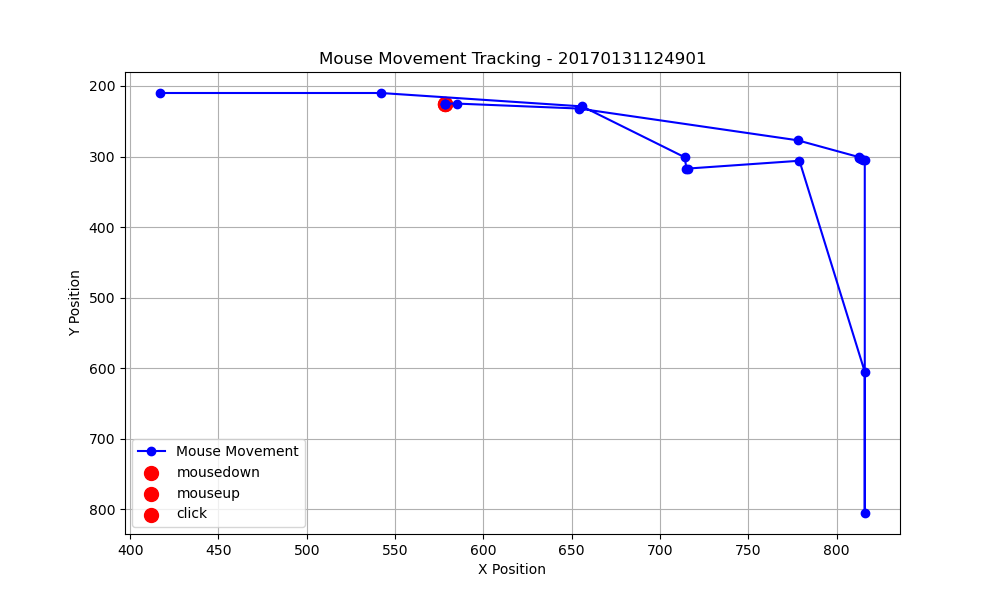 Mouse Movement Tracking - 20170131124901
200
300
400
500
600
700
800
Y Position
Mouse Movement
mousedown
mouseup
click
400 450 500 550 600 650 700 750 800
X Position